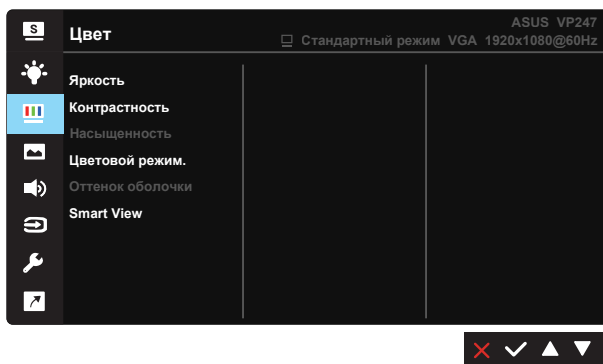 S
Цвет
ASUS VP247
Стандартный режим VGA 1920x1080@60Hz
Яркость
Контрастность
Насыщенность
Цветовой режим.
Оттенок оболочки
Smart View